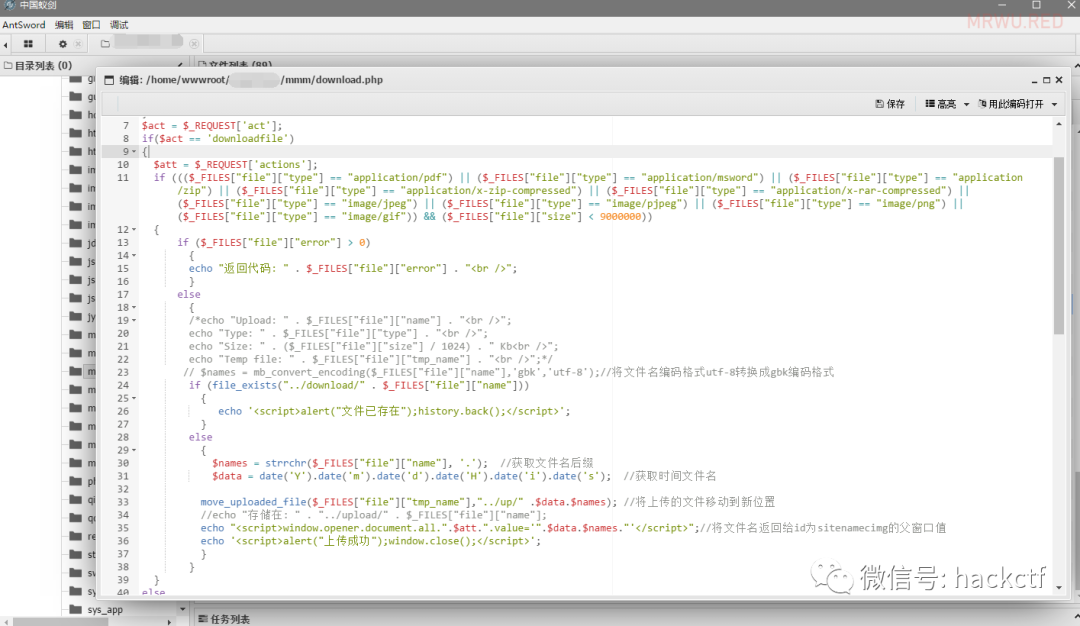 中国蚁剑
AntSword 编辑 窗口 调试
MRWU.RED
目录列表 (0)
文件列表 (89)
编辑: /home/wwwroot/ /mmm/download.php
保存 高亮 用此编码打开
7 $act = $_REQUEST['act'];
8 if($act == 'downloadfile')
9 {
10 $att = $_REQUEST['actions'];
11 if ((($_FILES["file"]["type"] == "application/pdf") || ($_FILES["file"]["type"] == "application/msword") || ($_FILES["file"]["type"] == "application
/zip") || ($_FILES["file"]["type"] == "application/x-zip-compressed") || ($_FILES["file"]["type"] == "application/x-rar-compressed") ||
($_FILES["file"]["type"] == "image/jpeg") || ($_FILES["file"]["type"] == "image/pjpeg") || ($_FILES["file"]["type"] == "image/png") ||
($_FILES["file"]["type"] == "image/gif")) && ($_FILES["file"]["size"] < 9000000))
12 {
13 if ($_FILES["file"]["error"] > 0)
14 {
15 echo "返回代码: " . $_FILES["file"]["error"] . "<br />";
16 }
17 else
18 {
19 /*echo "Upload: " . $_FILES["file"]["name"] . "<br />";
20 echo "Type: " . $_FILES["file"]["type"] . "<br />";
21 echo "Size: " . ($_FILES["file"]["size"] / 1024) . " Kb<br />";
22 echo "Temp file: " . $_FILES["file"]["tmp_name"] . "<br />";*/
23 // $names = mb_convert_encoding($_FILES["file"]["name"],'gbk','utf-8');//将文件名编码格式utf-8转换成gbk编码格式
24 if (file_exists("../download/" . $_FILES["file"]["name"]))
25 {
26 echo '<script>alert("文件已存在");history.back();</script>';
27 }
28 else
29 {
30 $names = strrchr($_FILES["file"]["name"], '.'); //获取文件名后缀
31 $data = date('Y').date('m').date('d').date('H').date('i').date('s'); //获取时间文件名
32
33 move_uploaded_file($_FILES["file"]["tmp_name"],"../up/" .$data.$names); //将上传的文件移动到新位置
34 //echo "存储在: " . "../upload/" . $_FILES["file"]["name"];
35 echo "<script>window.opener.document.all.".$att.".value='".$data.$names."'</script>";//将文件名返回给id为sitenamecimg的父窗口值
36 echo '<script>alert("上传成功");window.close();</script>';
37 }
38 }
39 }
40 else
sys_app
任务列表
微信号: hackctf